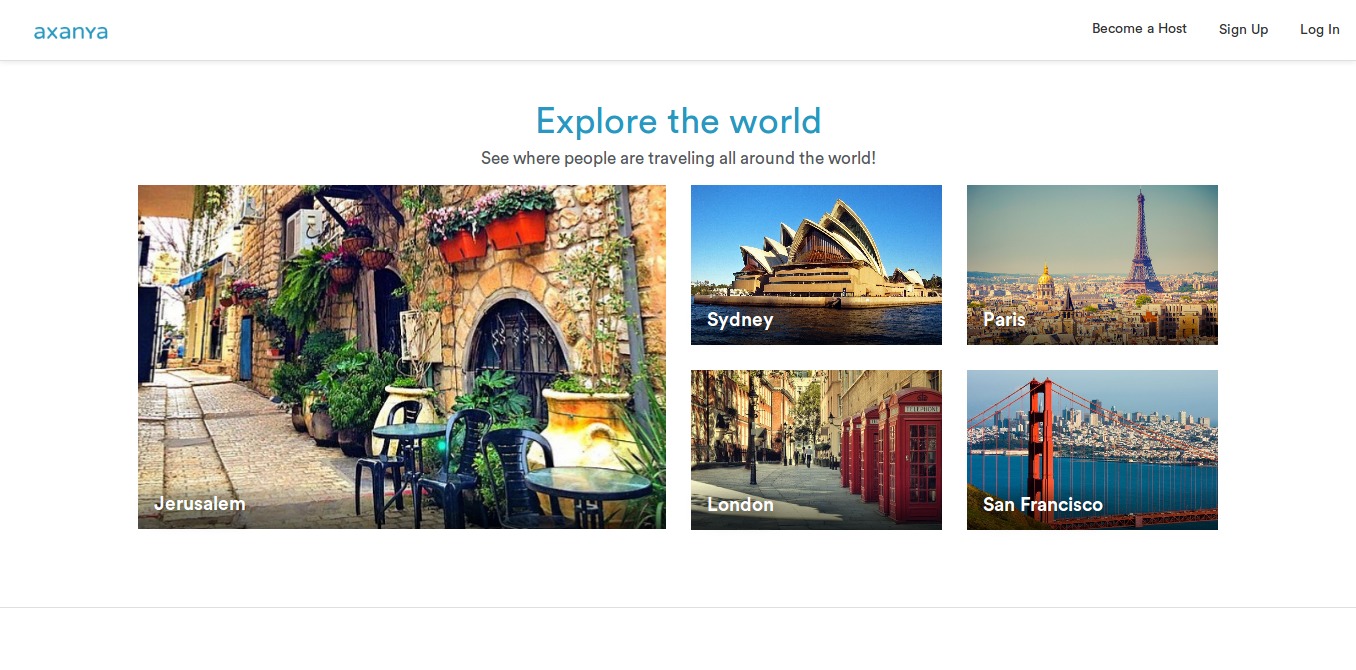 axanya
Become a Host
Sign Up
Log In
Explore the world
See where people are traveling all around the world!
Jerusalem
Sydney
Paris
London
San Francisco
TELEPHONE